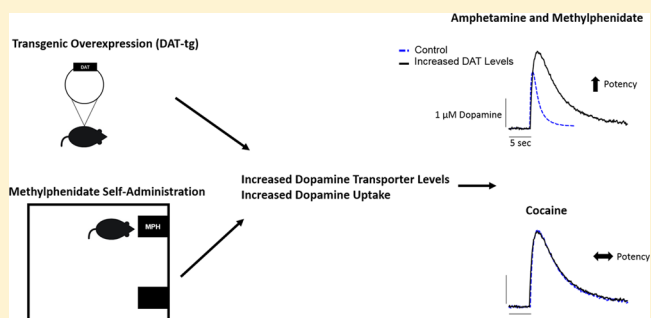 Amphetamine and Methylphenidate
Transgenic Overexpression (DAT-tg)
DAT
Control
Increased DAT Levels
Potency
1 µM Dopamine
5 sec
Methylphenidate Self-Administration
MPH
Increased Dopamine Transporter Levels
Increased Dopamine Uptake
Cocaine
Potency